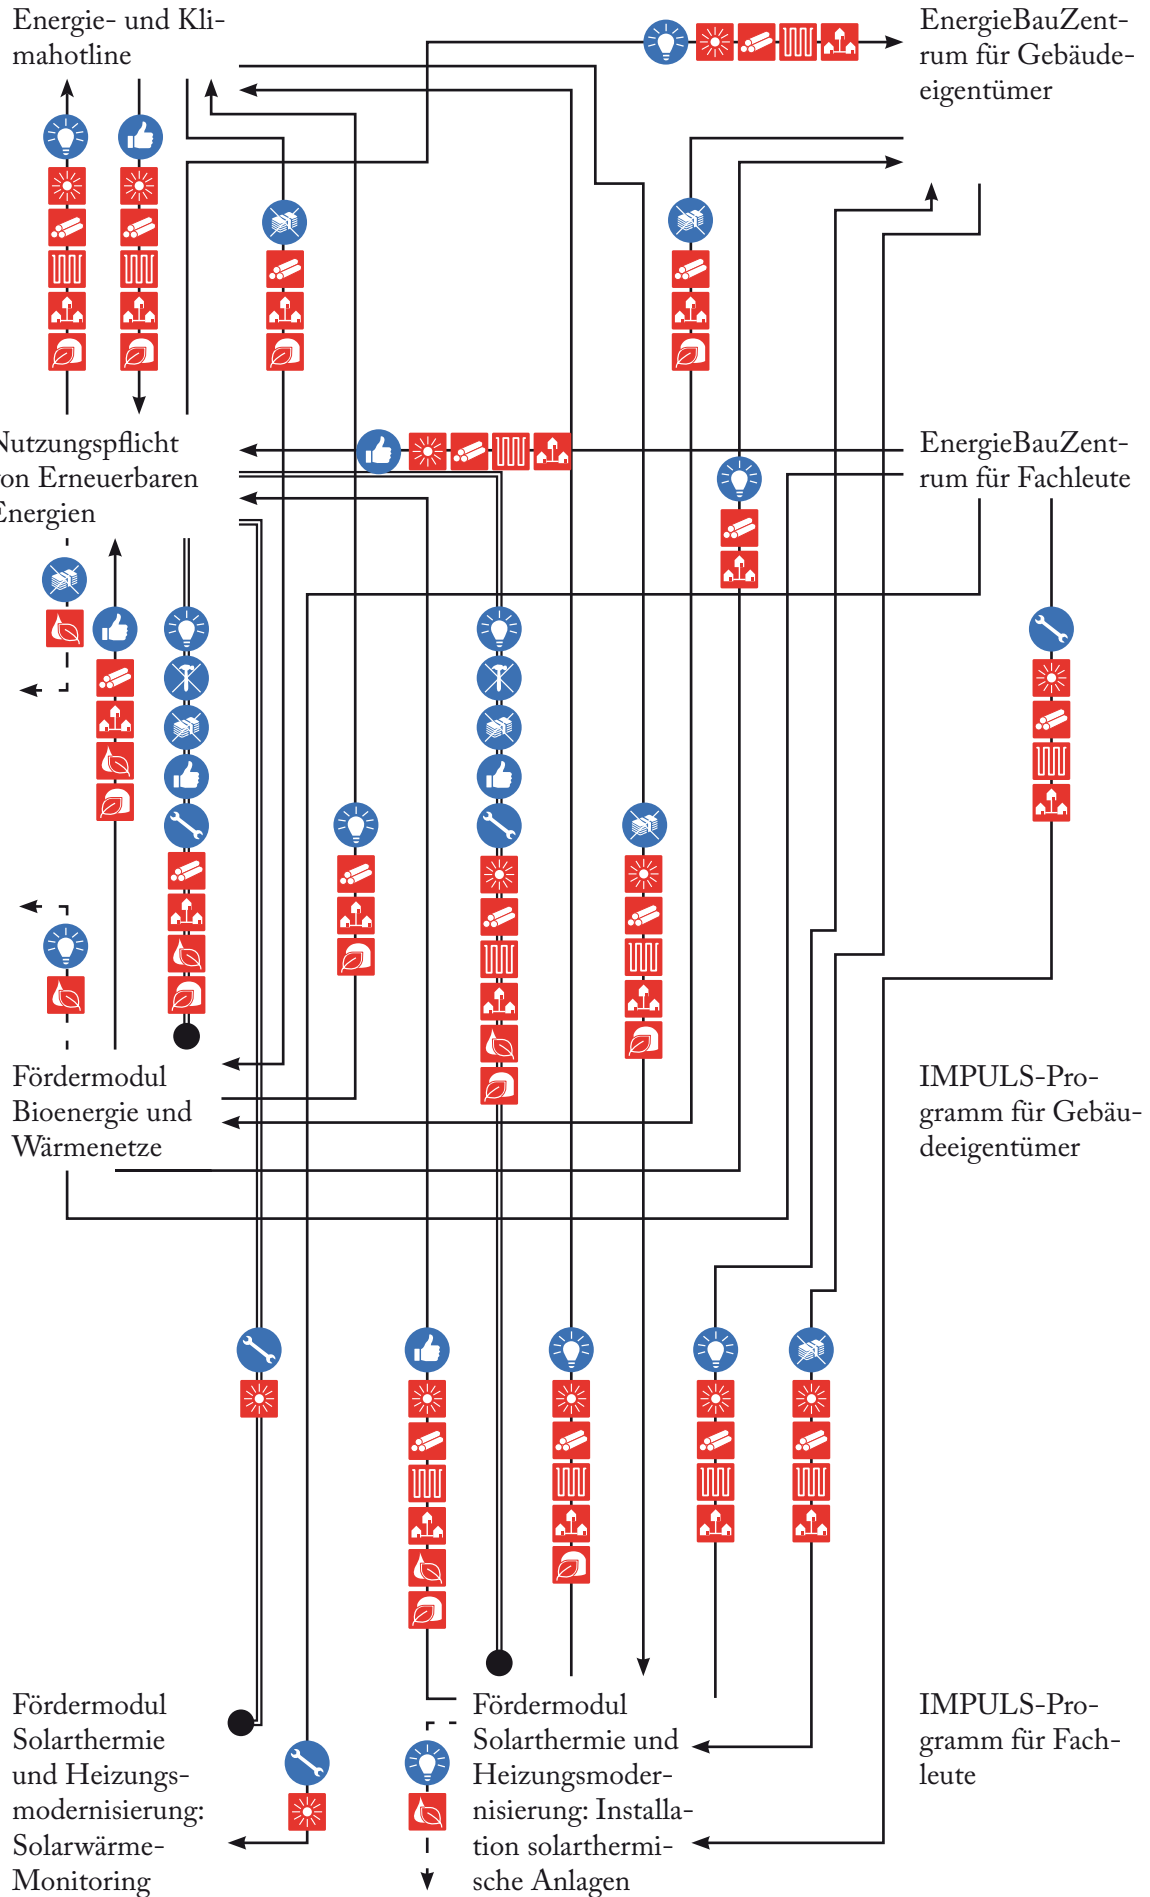 Energie- und Kli-
mahotline
EnergieBauZent-
rum für Gebäude-
eigentümer
Nutzungspflicht
von Erneuerbaren
Energien
EnergieBauZent-
rum für Fachleute
Fördermodul
Bioenergie und
Wärmenetze
IMPULS-Pro-
gramm für Gebäu-
deeigentümer
Fördermodul
Solarthermie
und Heizungs-
modernisierung:
Solarwärme-
Monitoring
Fördermodul
Solarthermie und
Heizungsmoder-
nisierung: Installa-
tion solarthermi-
sche Anlagen
IMPULS-Pro-
gramm für Fach-
leute